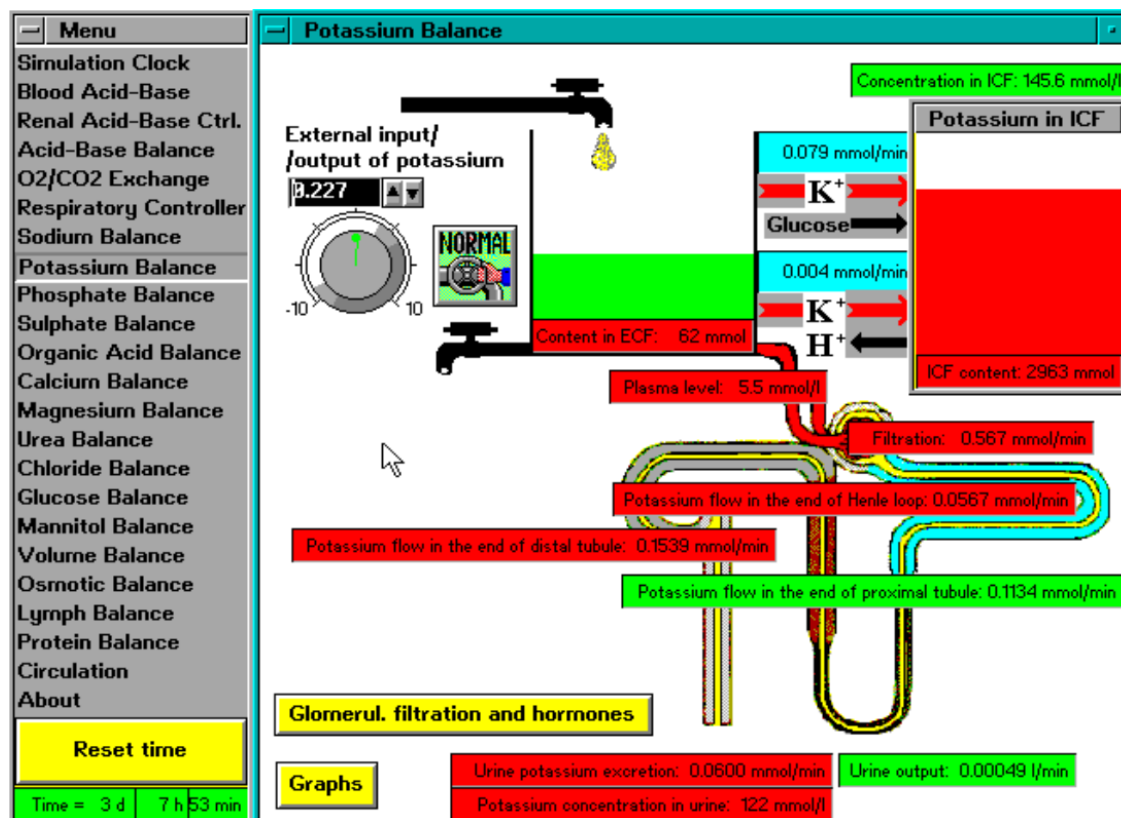 Menu
Simulation Clock
Blood Acid-Base
Renal Acid-Base Ctrl.
Acid-Base Balance
O2/CO2 Exchange
Respiratory Controller
Sodium Balance
Potassium Balance
Phosphate Balance
Sulphate Balance
Organic Acid Balance
Calcium Balance
Magnesium Balance
Urea Balance
Chloride Balance
Glucose Balance
Mannitol Balance
Volume Balance
Osmotic Balance
Lymph Balance
Protein Balance
Circulation
About
Reset time
Time = 3 d 7 h 53 min
Potassium Balance
Concentration in ICF: 145.6 mmol/l
External input/
/output of potassium
0.227
-10 10
NORMAL
0.079 mmol/min
K+
Glucose
0.004 mmol/min
K+
H+
Potassium in ICF
ICF content: 2963 mmol
Content in ECF: 62 mmol
Plasma level: 5.5 mmol/l
Filtration: 0.567 mmol/min
Potassium flow in the end of Henle loop: 0.0567 mmol/min
Potassium flow in the end of distal tubule: 0.1539 mmol/min
Potassium flow in the end of proximal tubule: 0.1134 mmol/min
Glomerul. filtration and hormones
Graphs
Urine potassium excretion: 0.0600 mmol/min
Urine output: 0.00049 l/min
Potassium concentration in urine: 122 mmol/l